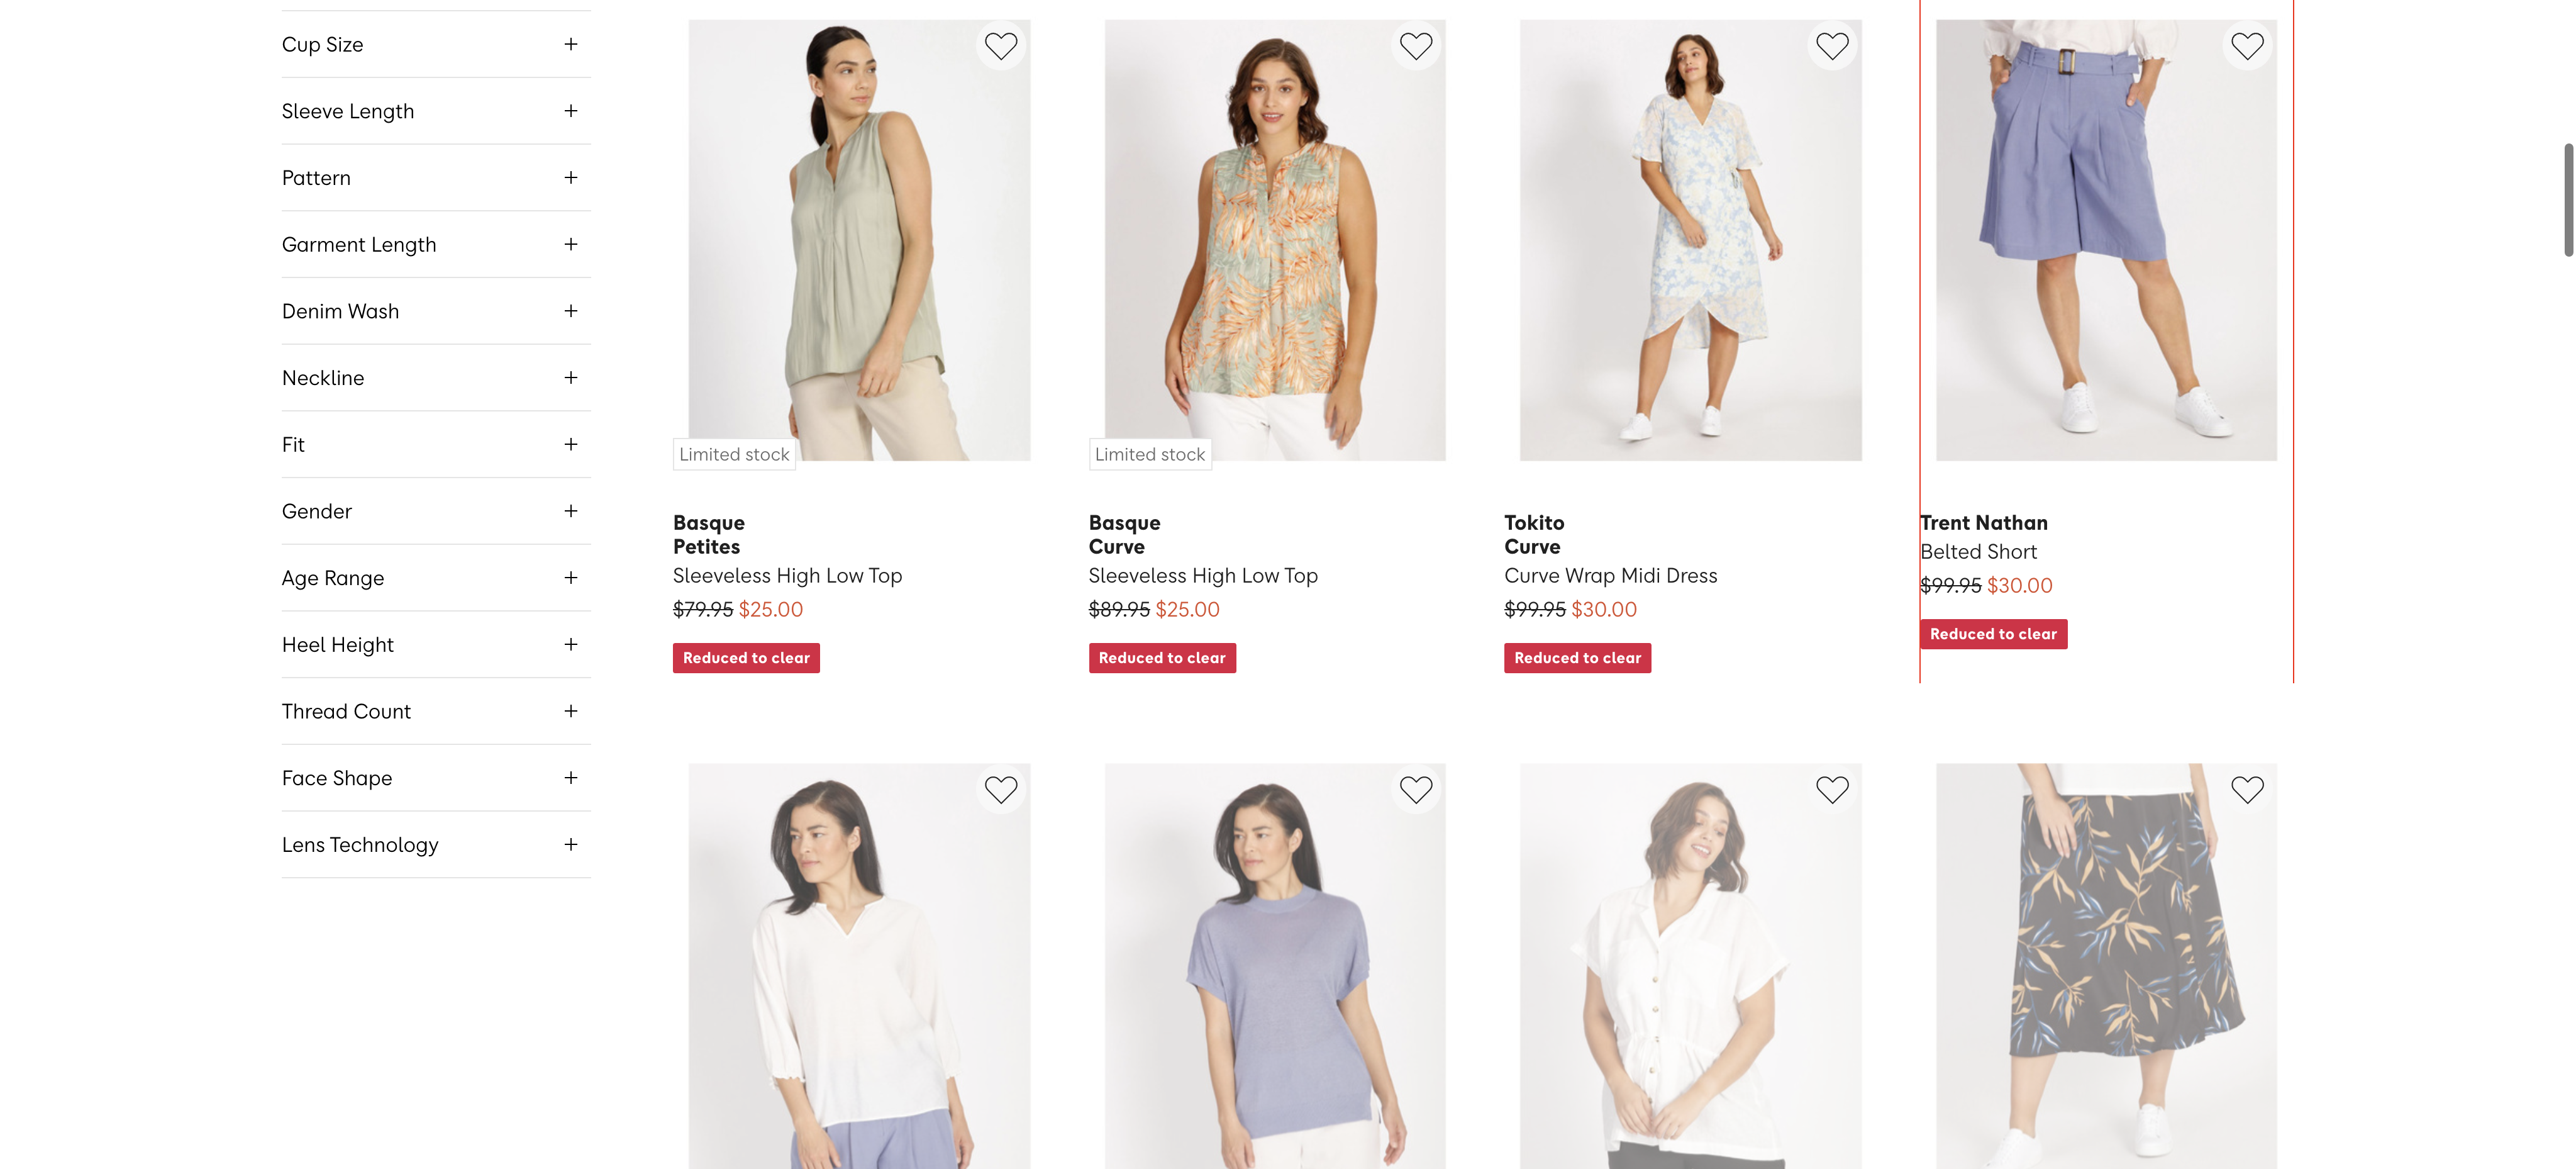 Cup Size
Sleeve Length
Pattern
Garment Length
Denim Wash
Neckline
Fit
Gender
Age Range
Heel Height
Thread Count
Face Shape
Lens Technology
Limited stock
Basque
Petites
Sleeveless High Low Top
$79.95 $25.00
Reduced to clear
Limited stock
Basque
Curve
Sleeveless High Low Top
$89.95 $25.00
Reduced to clear
Tokito
Curve
Curve Wrap Midi Dress
$99.95 $30.00
Reduced to clear
Trent Nathan
Belted Short
$99.95 $30.00
Reduced to clear